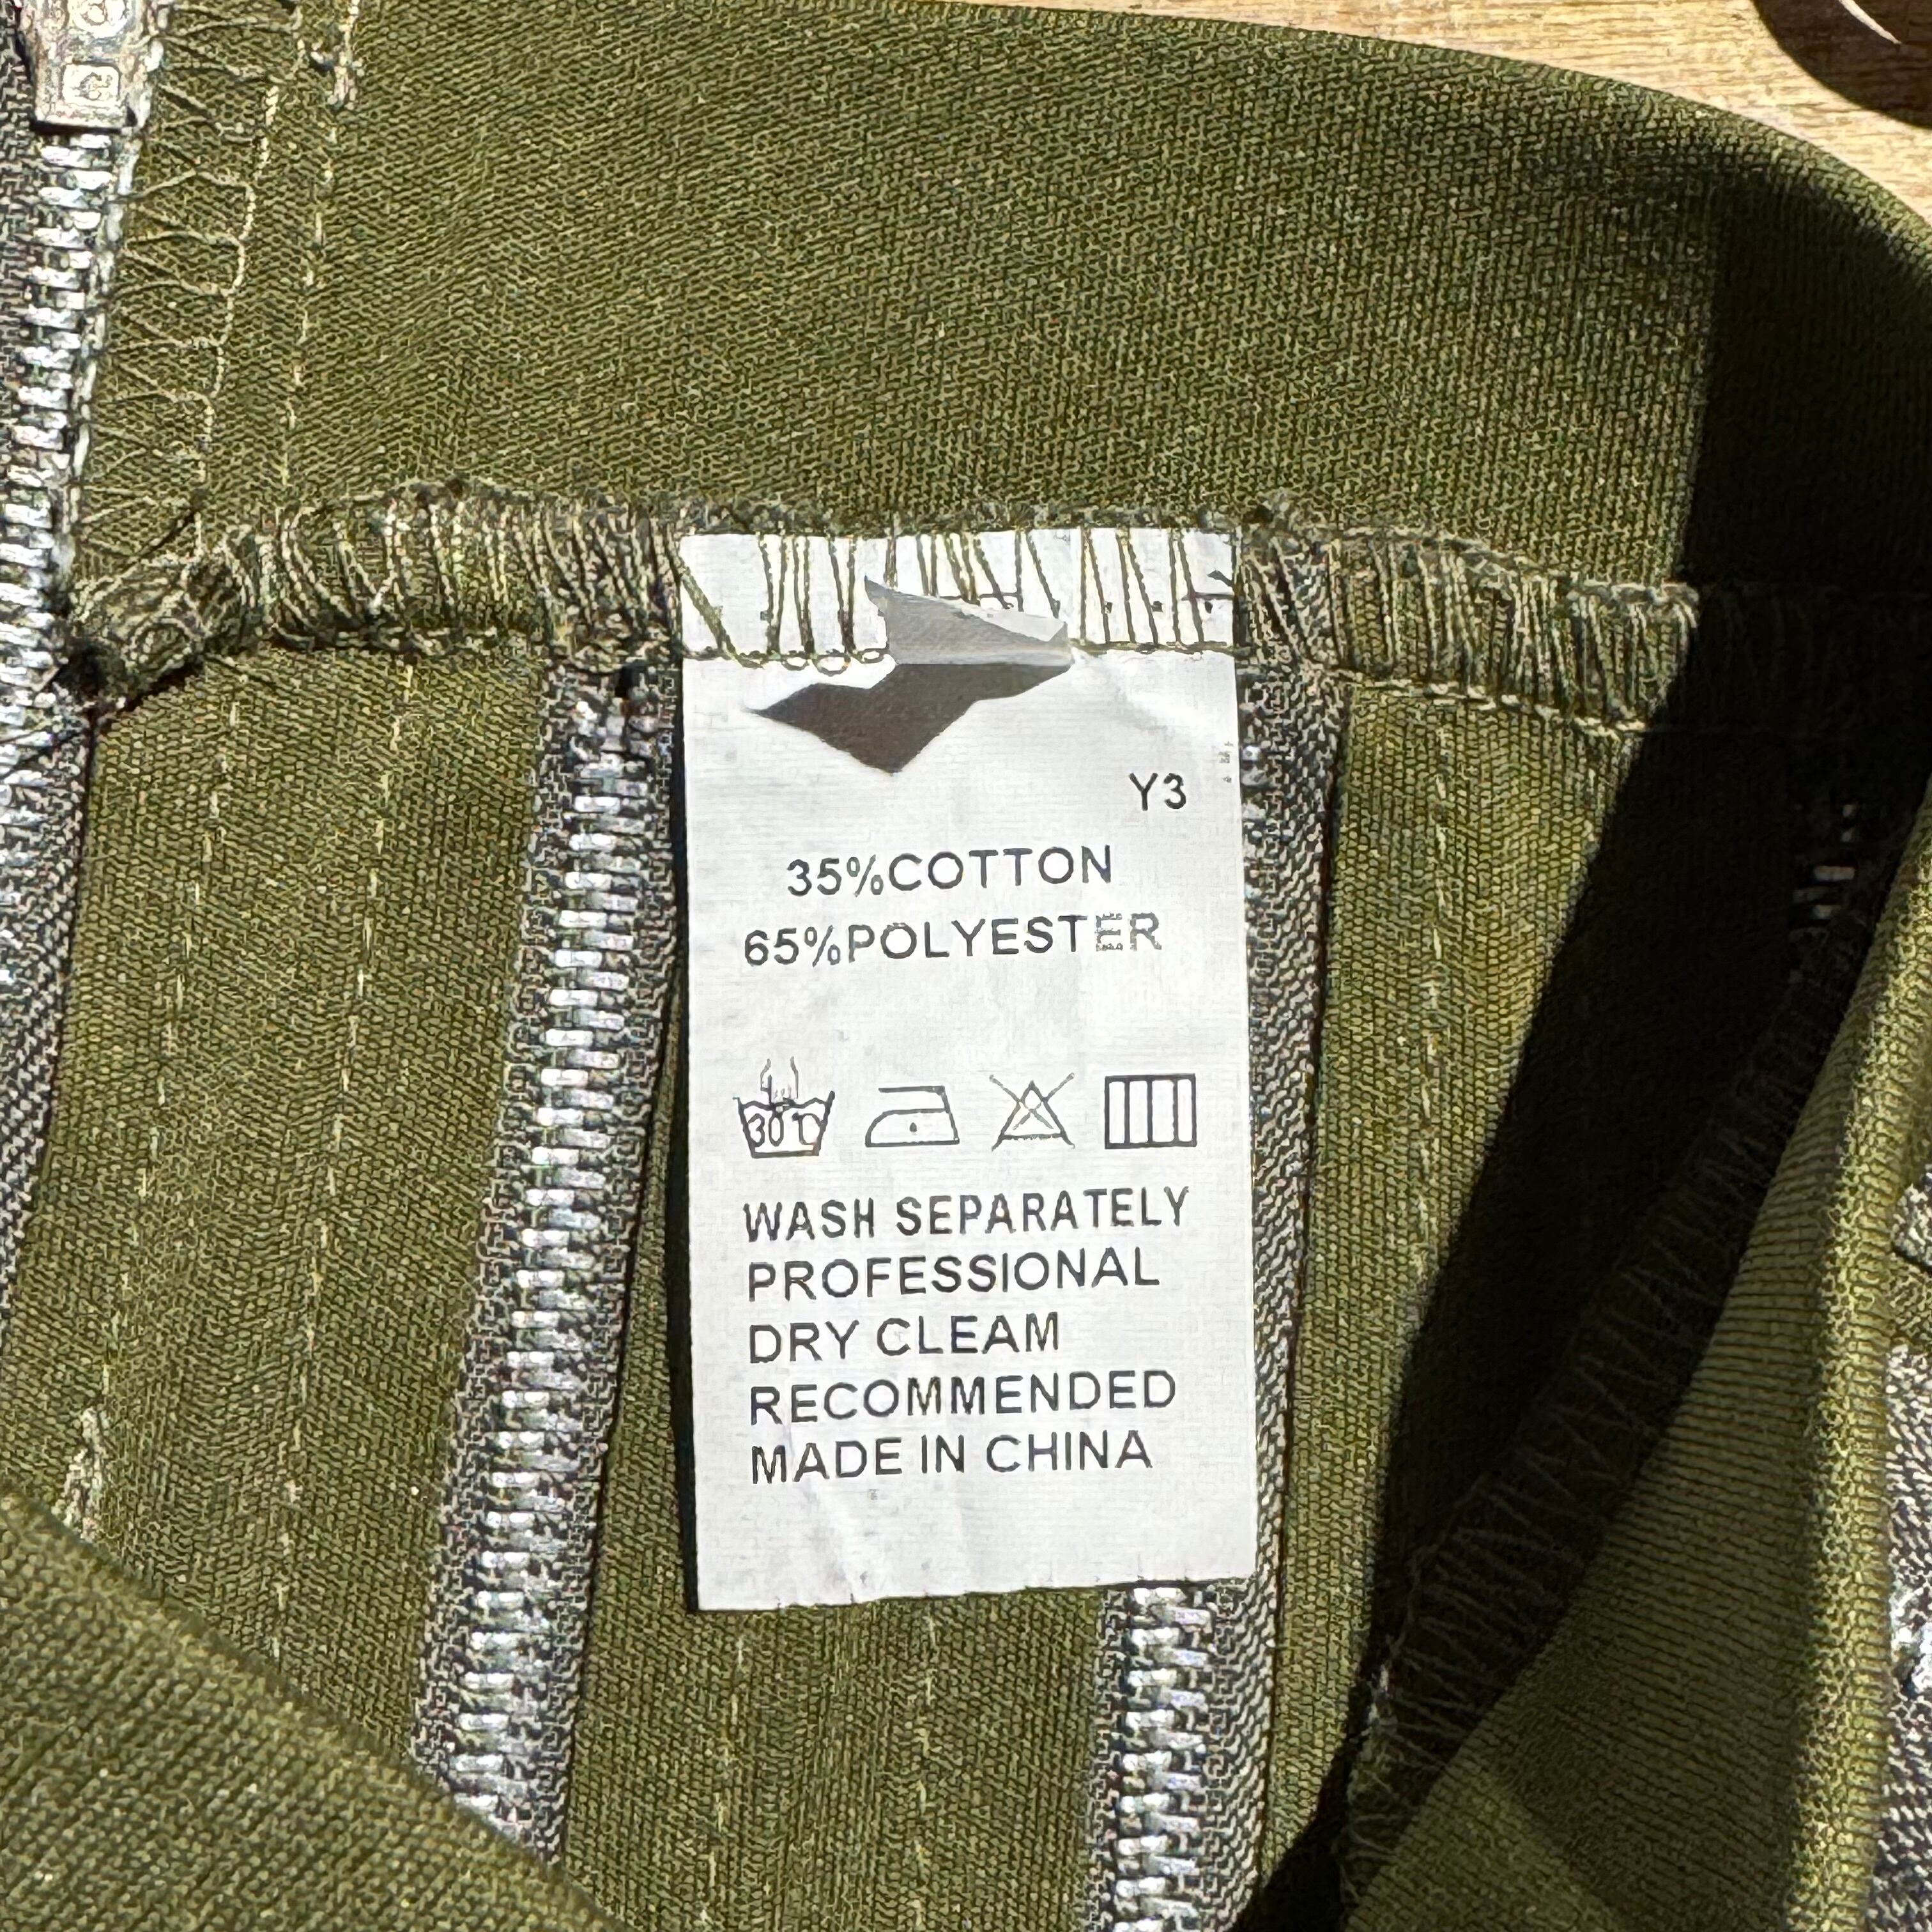 Y3
35%COTTON
65%POLYESTER
30℃
WASH SEPARATELY
PROFESSIONAL
DRY CLEAM
RECOMMENDED
MADE IN CHINA